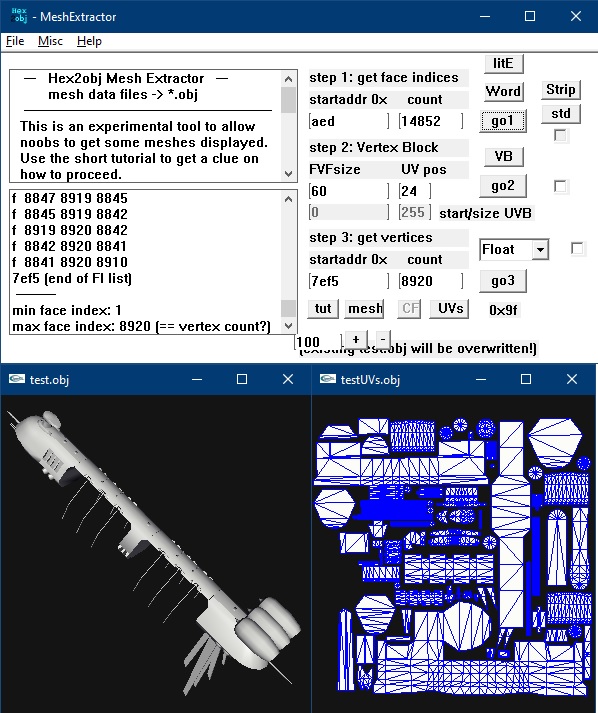 Hex 2obj - MeshExtractor
File Misc Help
— Hex2obj Mesh Extractor —
mesh data files -> *.obj
This is an experimental tool to allow
noobs to get some meshes displayed.
Use the short tutorial to get a clue on
how to proceed.
f 8847 8919 8845
f 8845 8919 8842
f 8919 8920 8842
f 8842 8920 8841
f 8841 8920 8910
7ef5 (end of FI list)
min face index: 1
max face index: 8920 (== vertex count?)
step 1: get face indices
startaddr 0x count
aed 14852
litE
Word
go1
Strip
std
step 2: Vertex Block
FVFsize UV pos
60 24
0 255 start/size UVB
VB
go2
step 3: get vertices
startaddr 0x count
7ef5 8920
Float
go3
tut mesh CF UVs 0x9f
100 + -
(existing test.obj will be overwritten!)
test.obj
testUVs.obj